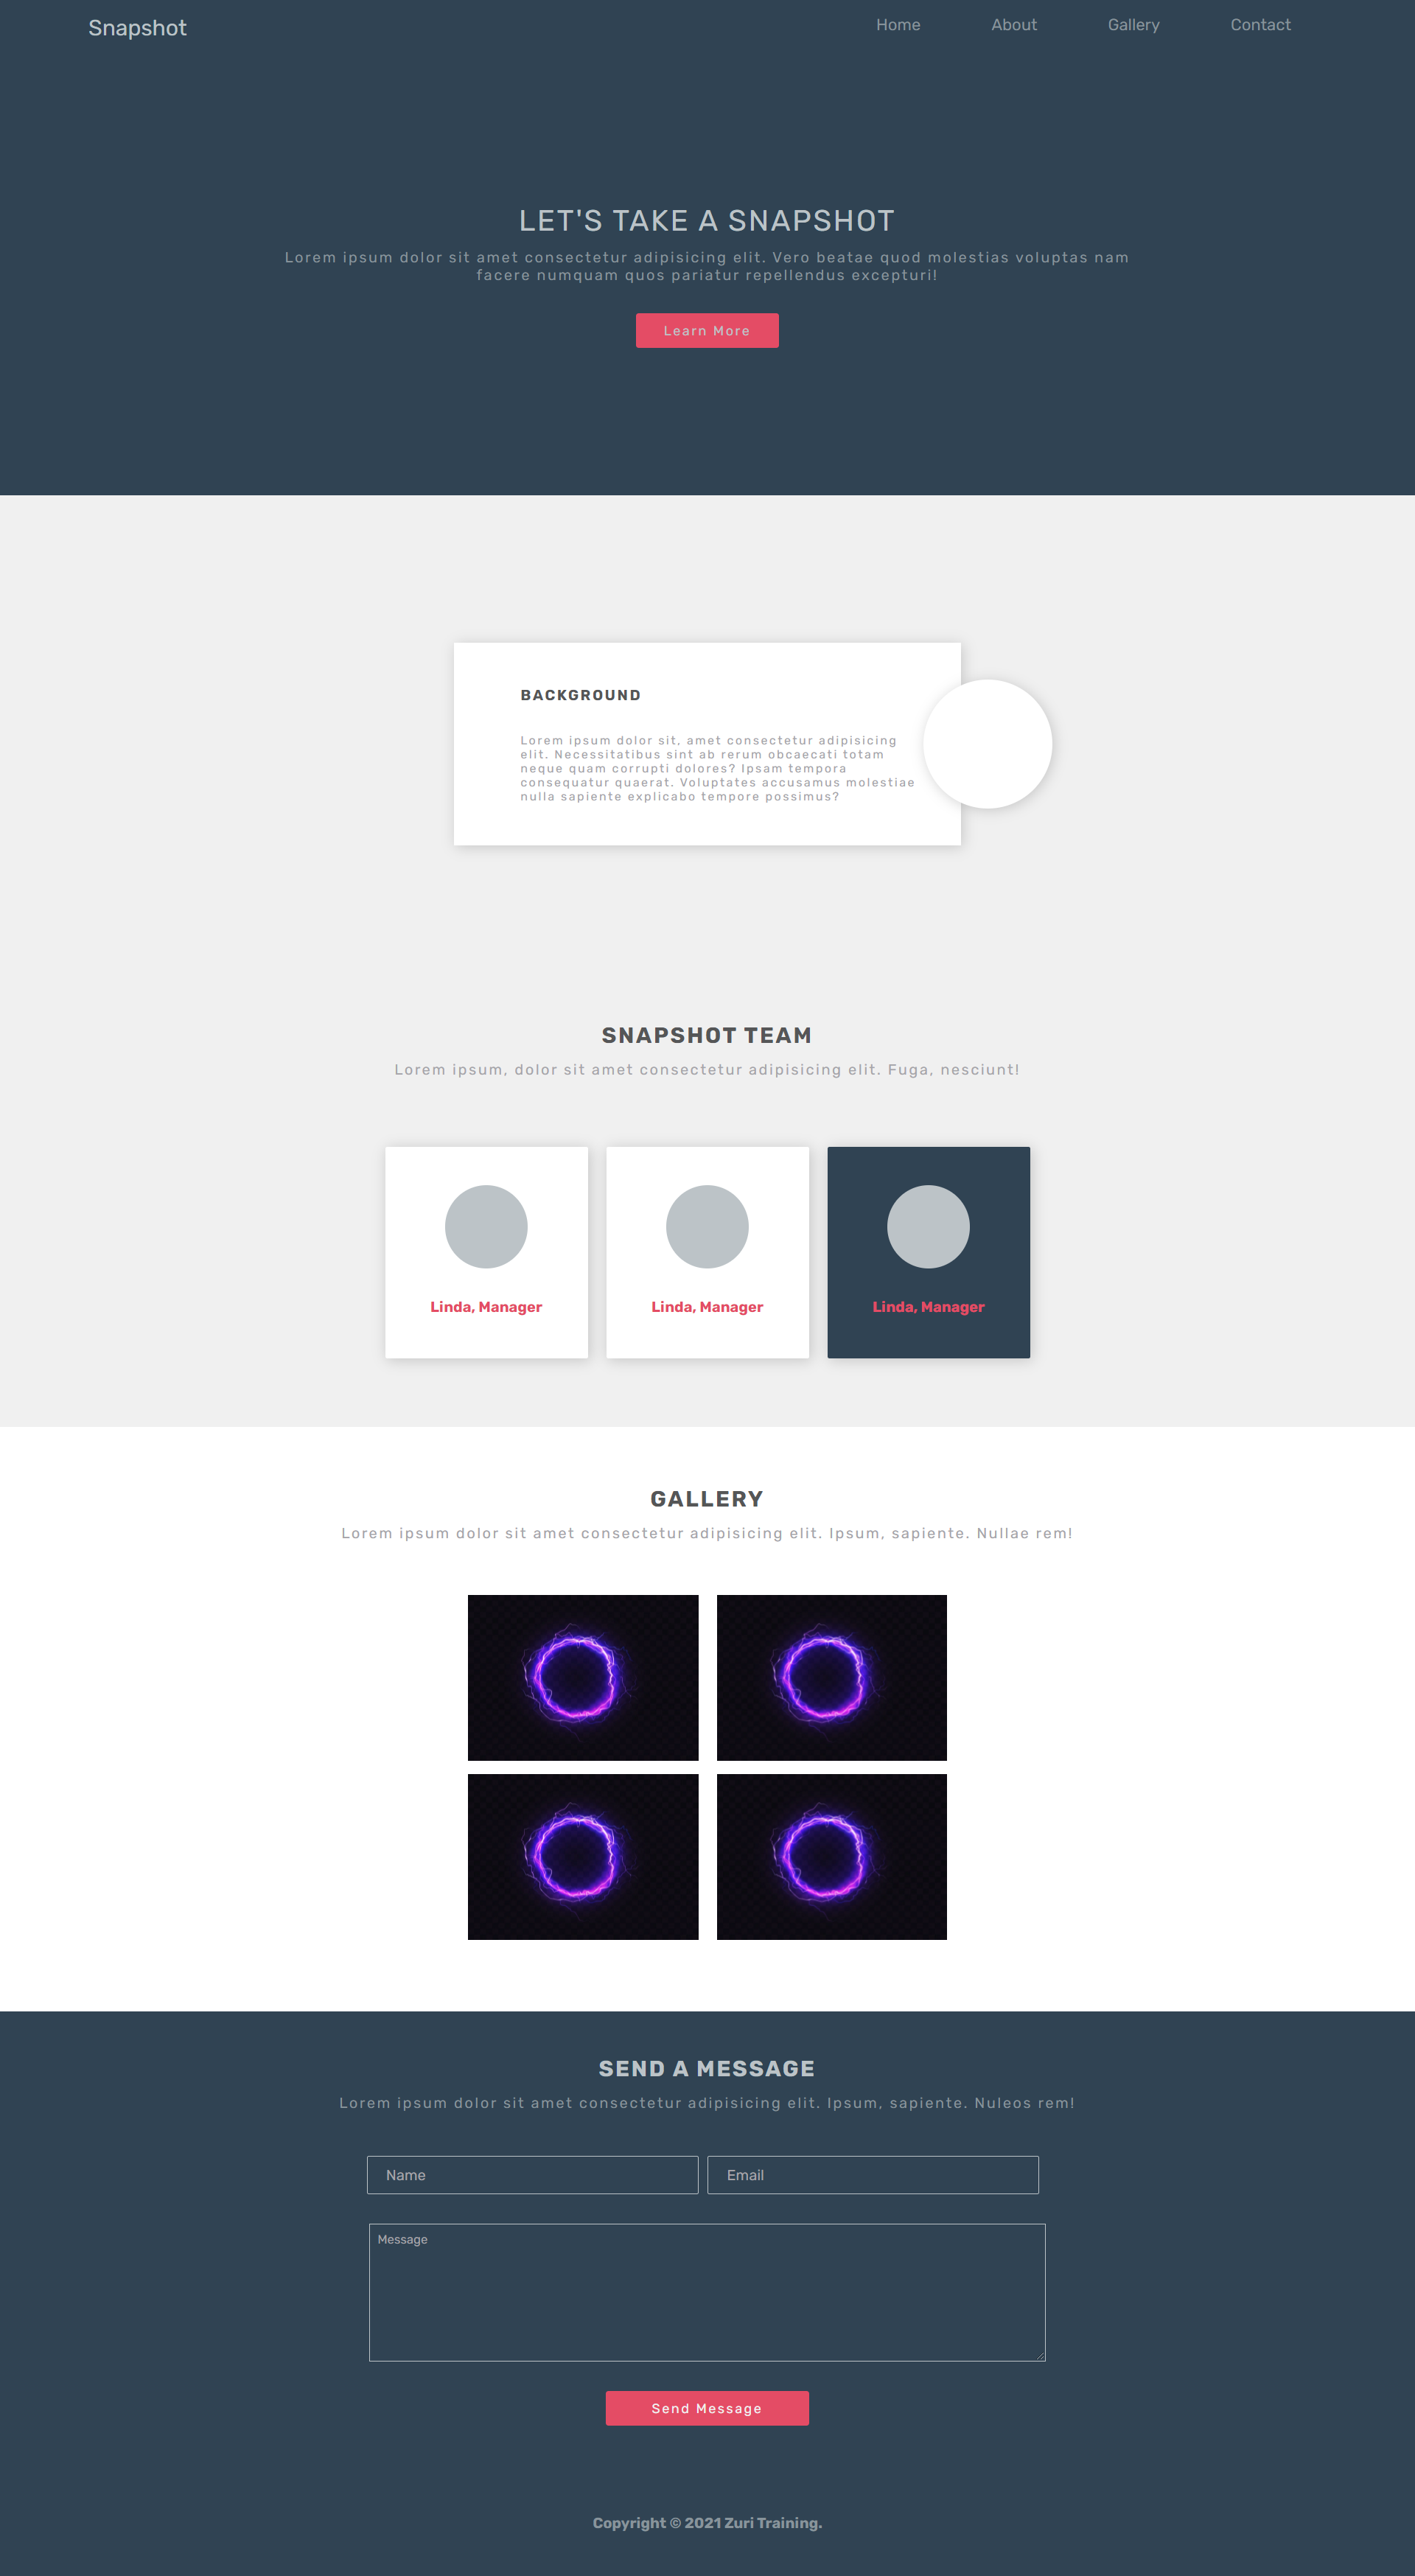 Snapshot
Home
About
Gallery
Contact
LET'S TAKE A SNAPSHOT
Lorem ipsum dolor sit amet consectetur adipisicing elit. Vero beatae quod molestias voluptas nam
facere numquam quos pariatur repellendus excepturi!
Learn More
BACKGROUND
Lorem ipsum dolor sit, amet consectetur adipisicing
elit. Necessitatibus sint ab rerum obcaecati totam
neque quam corrupti dolores? Ipsam tempora
consequatur quaerat. Voluptates accusamus molestiae
nulla sapiente explicabo tempore possimus?
SNAPSHOT TEAM
Lorem ipsum, dolor sit amet consectetur adipisicing elit. Fuga, nesciunt!
Linda, Manager
Linda, Manager
Linda, Manager
GALLERY
Lorem ipsum dolor sit amet consectetur adipisicing elit. Ipsum, sapiente. Nullae rem!
SEND A MESSAGE
Lorem ipsum dolor sit amet consectetur adipisicing elit. Ipsum, sapiente. Nuleos rem!
Name
Email
Message
Send Message
Copyright © 2021 Zuri Training.